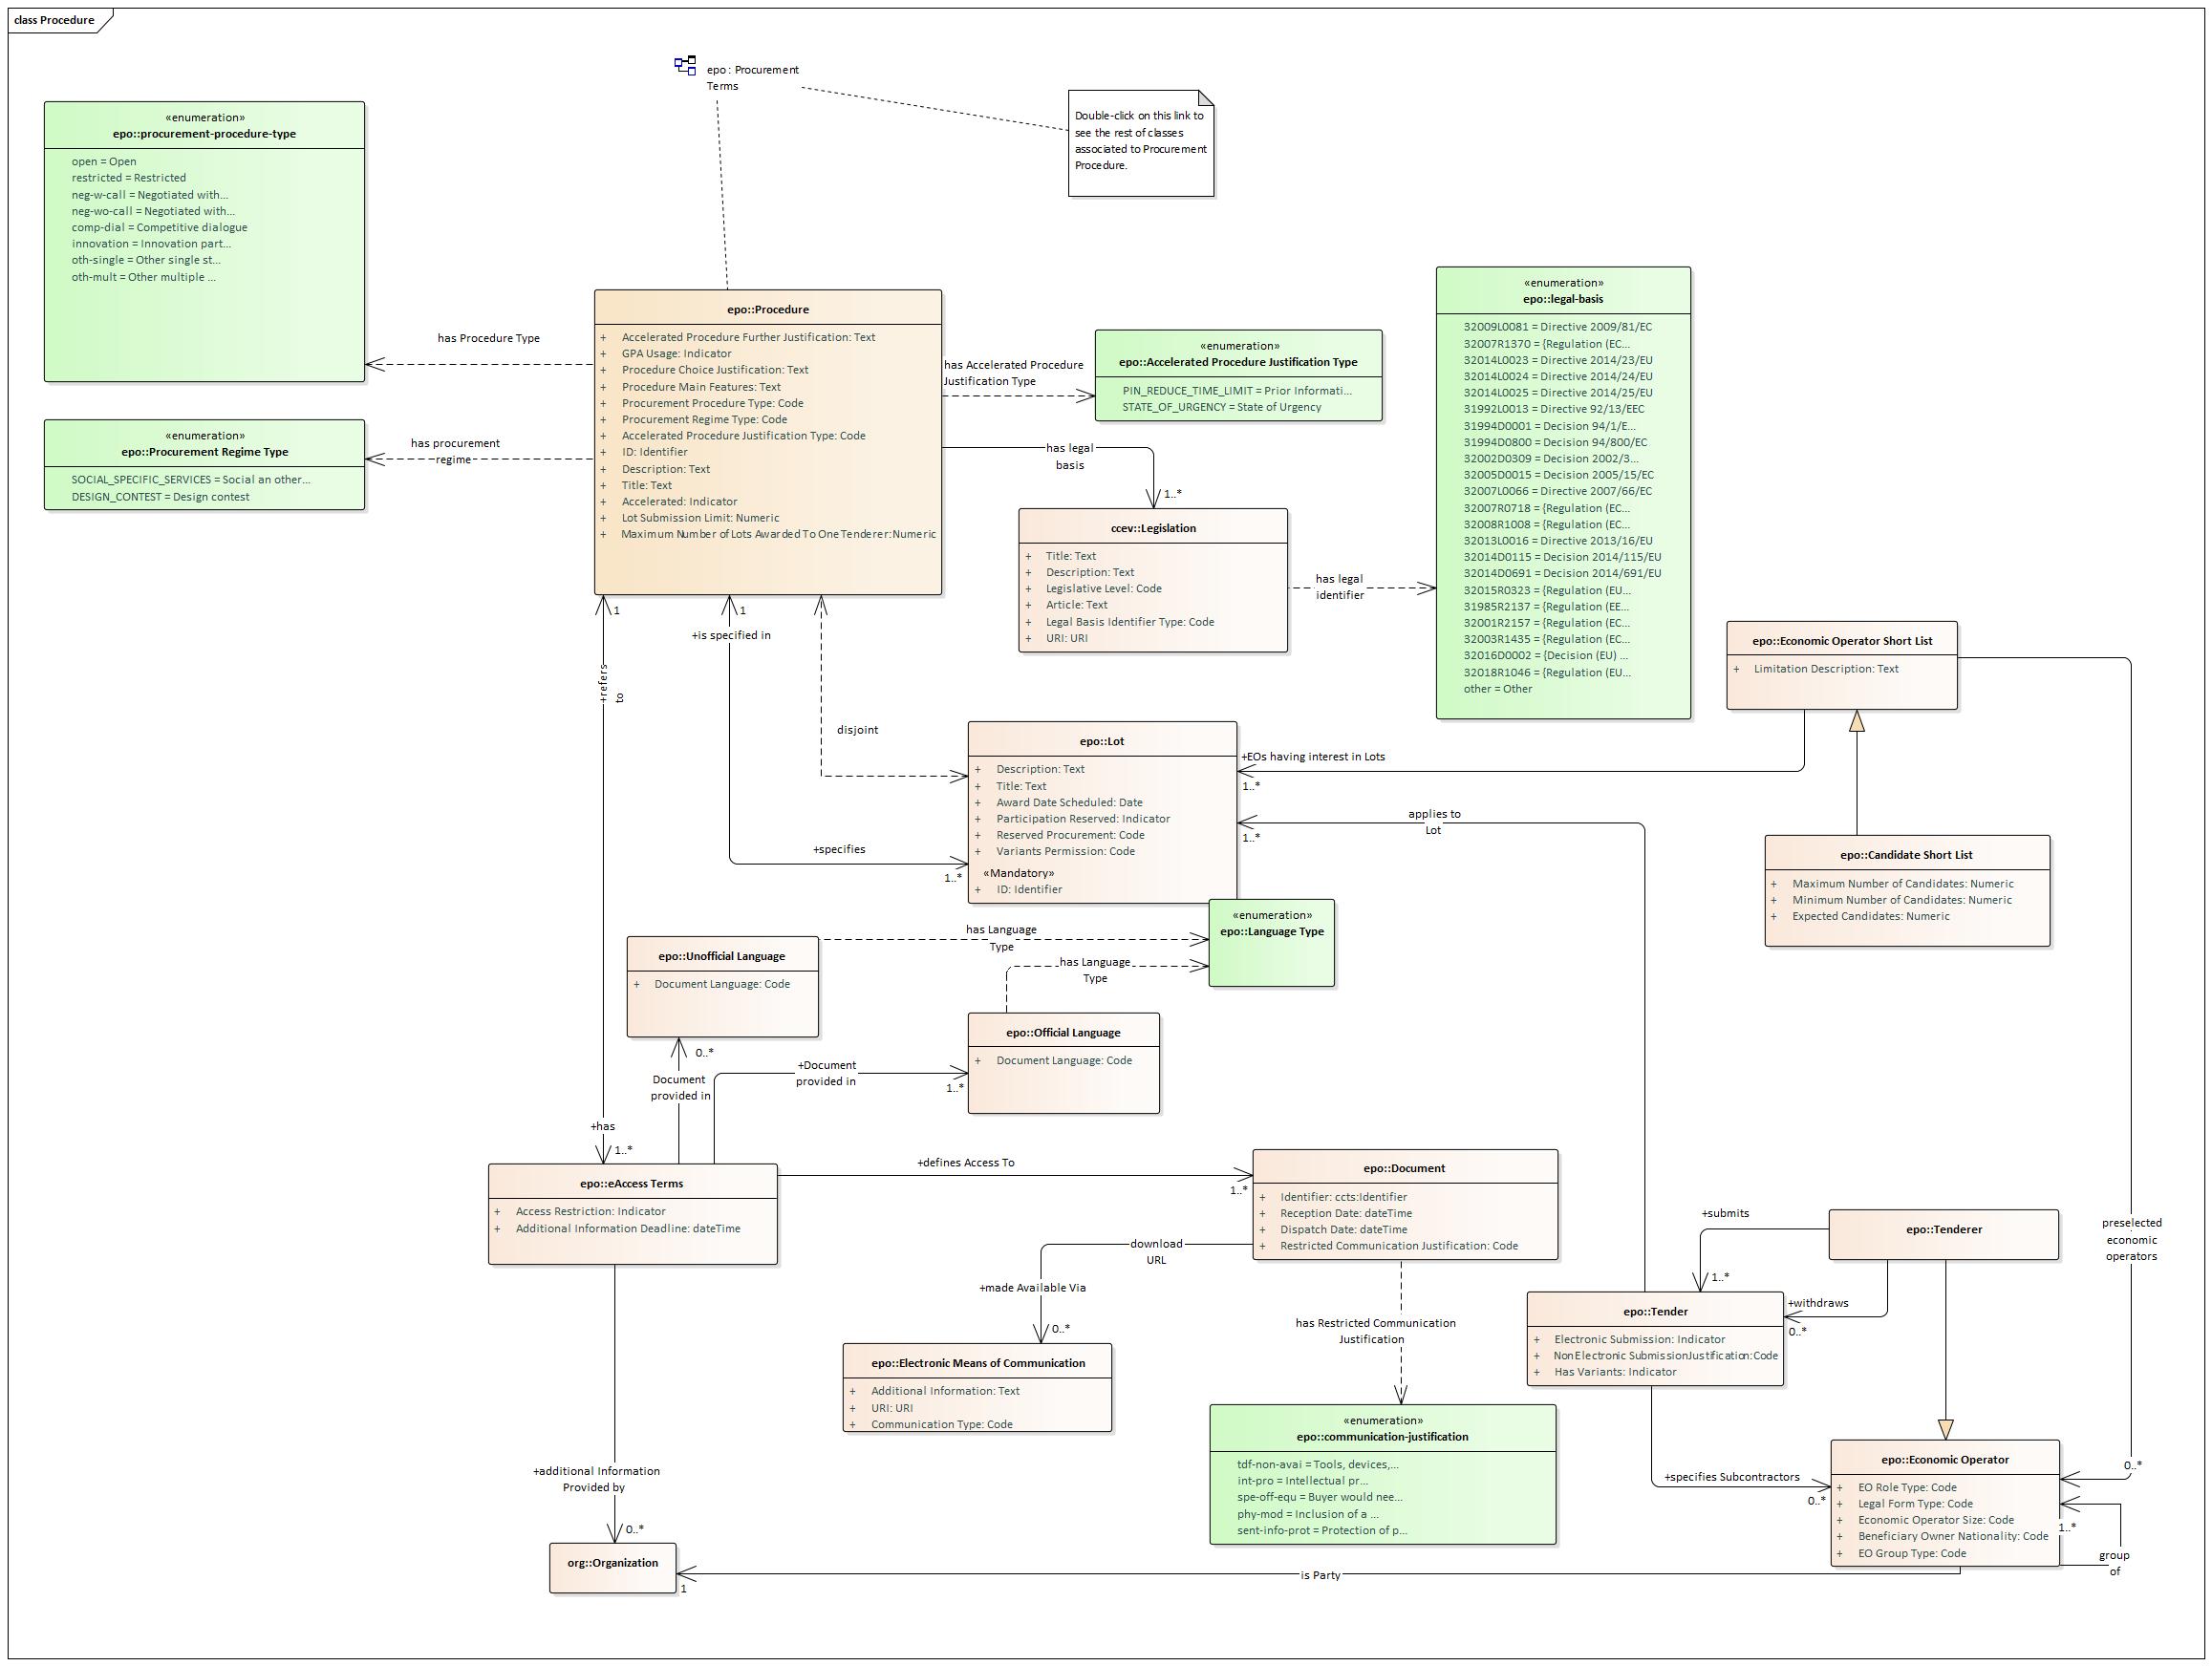 class Procedure
epo : Procurement
Terms
Double-click on this link to
see the rest of classes
associated to Procurement
Procedure.
«enumeration»
epo::procurement-procedure-type
open = Open
restricted = Restricted
neg-w-call = Negotiated with...
neg-wo-call = Negotiated with...
comp-dial = Competitive dialogue
innovation = Innovation part...
oth-single = Other single st...
oth-mult = Other multiple ...
has Procedure Type
«enumeration»
epo::Procurement Regime Type
SOCIAL_SPECIFIC_SERVICES = Social an other...
DESIGN_CONTEST = Design contest
has procurement
regime
epo::Procedure
+ Accelerated Procedure Further Justification: Text
+ GPA Usage: Indicator
+ Procedure Choice Justification: Text
+ Procedure Main Features: Text
+ Procurement Procedure Type: Code
+ Procurement Regime Type: Code
+ Accelerated Procedure Justification Type: Code
+ ID: Identifier
+ Description: Text
+ Title: Text
+ Accelerated: Indicator
+ Lot Submission Limit: Numeric
+ Maximum Number of Lots Awarded To One Tenderer: Numeric
has Accelerated Procedure
Justification Type
«enumeration»
epo::Accelerated Procedure Justification Type
PIN_REDUCE_TIME_LIMIT = Prior Informati...
STATE_OF_URGENCY = State of Urgency
has legal
basis
1..*
ccev::Legislation
+ Title: Text
+ Description: Text
+ Legislative Level: Code
+ Article: Text
+ Legal Basis Identifier Type: Code
+ URI: URI
has legal
identifier
«enumeration»
epo::legal-basis
32009L0081 = Directive 2009/81/EC
32007R1370 = {Regulation (EC...
32014L0023 = Directive 2014/23/EU
32014L0024 = Directive 2014/24/EU
32014L0025 = Directive 2014/25/EU
31992L0013 = Directive 92/13/EEC
31994D0001 = Decision 94/1/E...
31994D0800 = Decision 94/800/EC
32002D0309 = Decision 2002/3...
32005D0015 = Decision 2005/15/EC
32007L0066 = Directive 2007/66/EC
32007R0718 = {Regulation (EC...
32008R1008 = {Regulation (EC...
32013L0016 = Directive 2013/16/EU
32014D0115 = Decision 2014/115/EU
32014D0691 = Decision 2014/691/EU
32015R0323 = {Regulation (EU...
31985R2137 = {Regulation (EE...
32001R2157 = {Regulation (EC...
32003R1435 = {Regulation (EC...
32016D0002 = {Decision (EU) ...
32018R1046 = {Regulation (EU...
other = Other
1
1
+is specified in
+refers
to
disjoint
+specifies
1..*
epo::Lot
+ Description: Text
+ Title: Text
+ Award Date Scheduled: Date
+ Participation Reserved: Indicator
+ Reserved Procurement: Code
+ Variants Permission: Code
«Mandatory»
+ ID: Identifier
+EOs having interest in Lots
1..*
applies to
Lot
1..*
epo::Economic Operator Short List
+ Limitation Description: Text
epo::Candidate Short List
+ Maximum Number of Candidates: Numeric
+ Minimum Number of Candidates: Numeric
+ Expected Candidates: Numeric
epo::Unofficial Language
+ Document Language: Code
has Language
Type
has Language
Type
«enumeration»
epo::Language Type
epo::Official Language
+ Document Language: Code
0..*
Document
provided in
+Document
provided in
1..*
+has
1..*
epo::eAccess Terms
+ Access Restriction: Indicator
+ Additional Information Deadline: dateTime
+defines Access To
1..*
epo::Document
+ Identifier: ccts:Identifier
+ Reception Date: dateTime
+ Dispatch Date: dateTime
+ Restricted Communication Justification: Code
download
URL
+made Available Via
0..*
epo::Electronic Means of Communication
+ Additional Information: Text
+ URI: URI
+ Communication Type: Code
has Restricted Communication
Justification
«enumeration»
epo::communication-justification
tdf-non-avai = Tools, devices,...
int-pro = Intellectual pr...
spe-off-equ = Buyer would nee...
phy-mod = Inclusion of a ...
sent-info-prot = Protection of p...
epo::Tenderer
+submits
1..*
+withdraws
0..*
epo::Tender
+ Electronic Submission: Indicator
+ Non Electronic Submission Justification: Code
+ Has Variants: Indicator
preselected
economic
operators
0..*
+specifies Subcontractors
0..*
epo::Economic Operator
+ EO Role Type: Code
+ Legal Form Type: Code
+ Economic Operator Size: Code
+ Beneficiary Owner Nationality: Code
+ EO Group Type: Code
1..*
group
of
+additional Information
Provided by
0..*
org::Organization
1
is Party